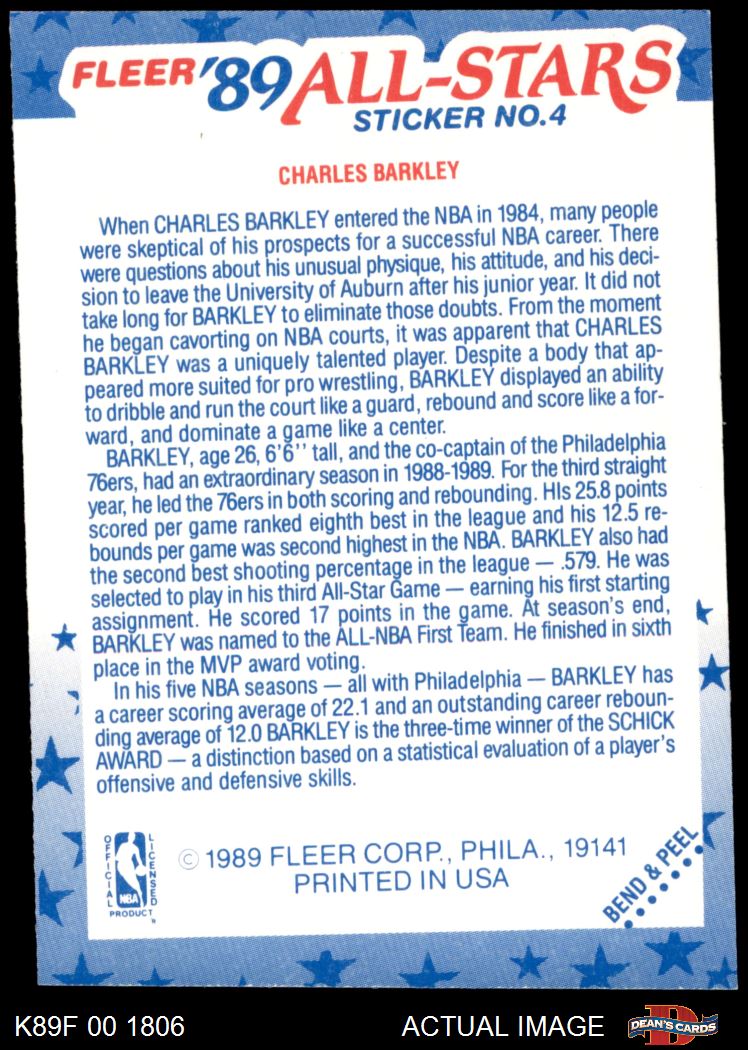 FLEER '89 ALL-STARS
STICKER NO.4
CHARLES BARKLEY
When CHARLES BARKLEY entered the NBA in 1984, many people
were skeptical of his prospects for a successful NBA career. There
were questions about his unusual physique, his attitude, and his deci-
sion to leave the University of Auburn after his junior year. It did not
take long for BARKLEY to eliminate those doubts. From the moment
he began cavorting on NBA courts, it was apparent that CHARLES
BARKLEY was a uniquely talented player. Despite a body that ap-
peared more suited for pro wrestling, BARKLEY displayed an ability
to dribble and run the court like a guard, rebound and score like a for-
ward, and dominate a game like a center.
BARKLEY, age 26, 6'6'' tall, and the co-captain of the Philadelphia
76ers, had an extraordinary season in 1988-1989. For the third straight
year, he led the 76ers in both scoring and rebounding. HIs 25.8 points
scored per game ranked eighth best in the league and his 12.5 re-
bounds per game was second highest in the NBA. BARKLEY also had
the second best shooting percentage in the league — .579. He was
selected to play in his third All-Star Game — earning his first starting
assignment. He scored 17 points in the game. At season's end,
BARKLEY was named to the ALL-NBA First Team. He finished in sixth
place in the MVP award voting.
In his five NBA seasons — all with Philadelphia — BARKLEY has
a career scoring average of 22.1 and an outstanding career reboun-
ding average of 12.0 BARKLEY is the three-time winner of the SCHICK
AWARD — a distinction based on a statistical evaluation of a player's
offensive and defensive skills.
OFFICIAL
LICENSED
NBA
PRODUCT
© 1989 FLEER CORP., PHILA., 19141
PRINTED IN USA
BEND & PEEL
K89F 00 1806
ACTUAL IMAGE
D
DEAN'S CARDS